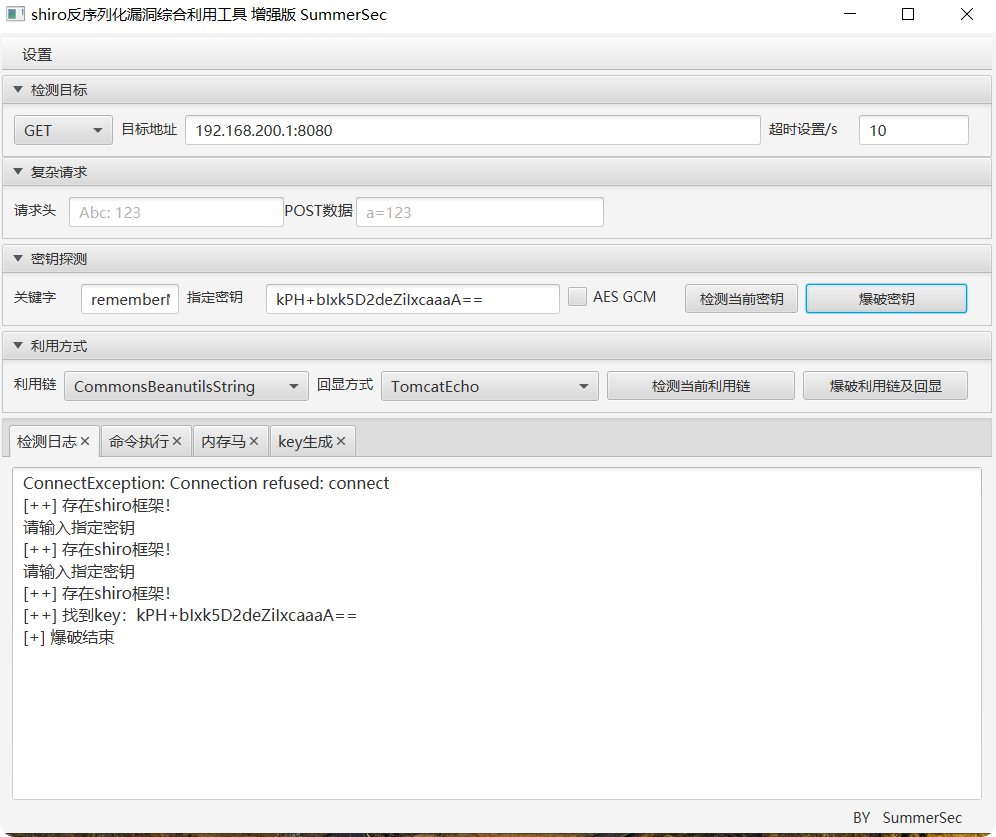 shiro反序列化漏洞综合利用工具 增强版 SummerSec
设置
检测目标
GET 目标地址 192.168.200.1:8080 超时设置/s 10
复杂请求
请求头 Abc: 123 POST数据 a=123
密钥探测
关键字 rememberM 指定密钥 kPH+bIxk5D2deZiIxcaaaA== AES GCM 检测当前密钥 爆破密钥
利用方式
利用链 CommonsBeanutilsString 回显方式 TomcatEcho 检测当前利用链 爆破利用链及回显
检测日志 命令执行 内存马 key生成
ConnectException: Connection refused: connect
[++] 存在shiro框架!
请输入指定密钥
[++] 存在shiro框架!
请输入指定密钥
[++] 存在shiro框架!
[++] 找到key：kPH+bIxk5D2deZiIxcaaaA==
[+] 爆破结束
BY SummerSec